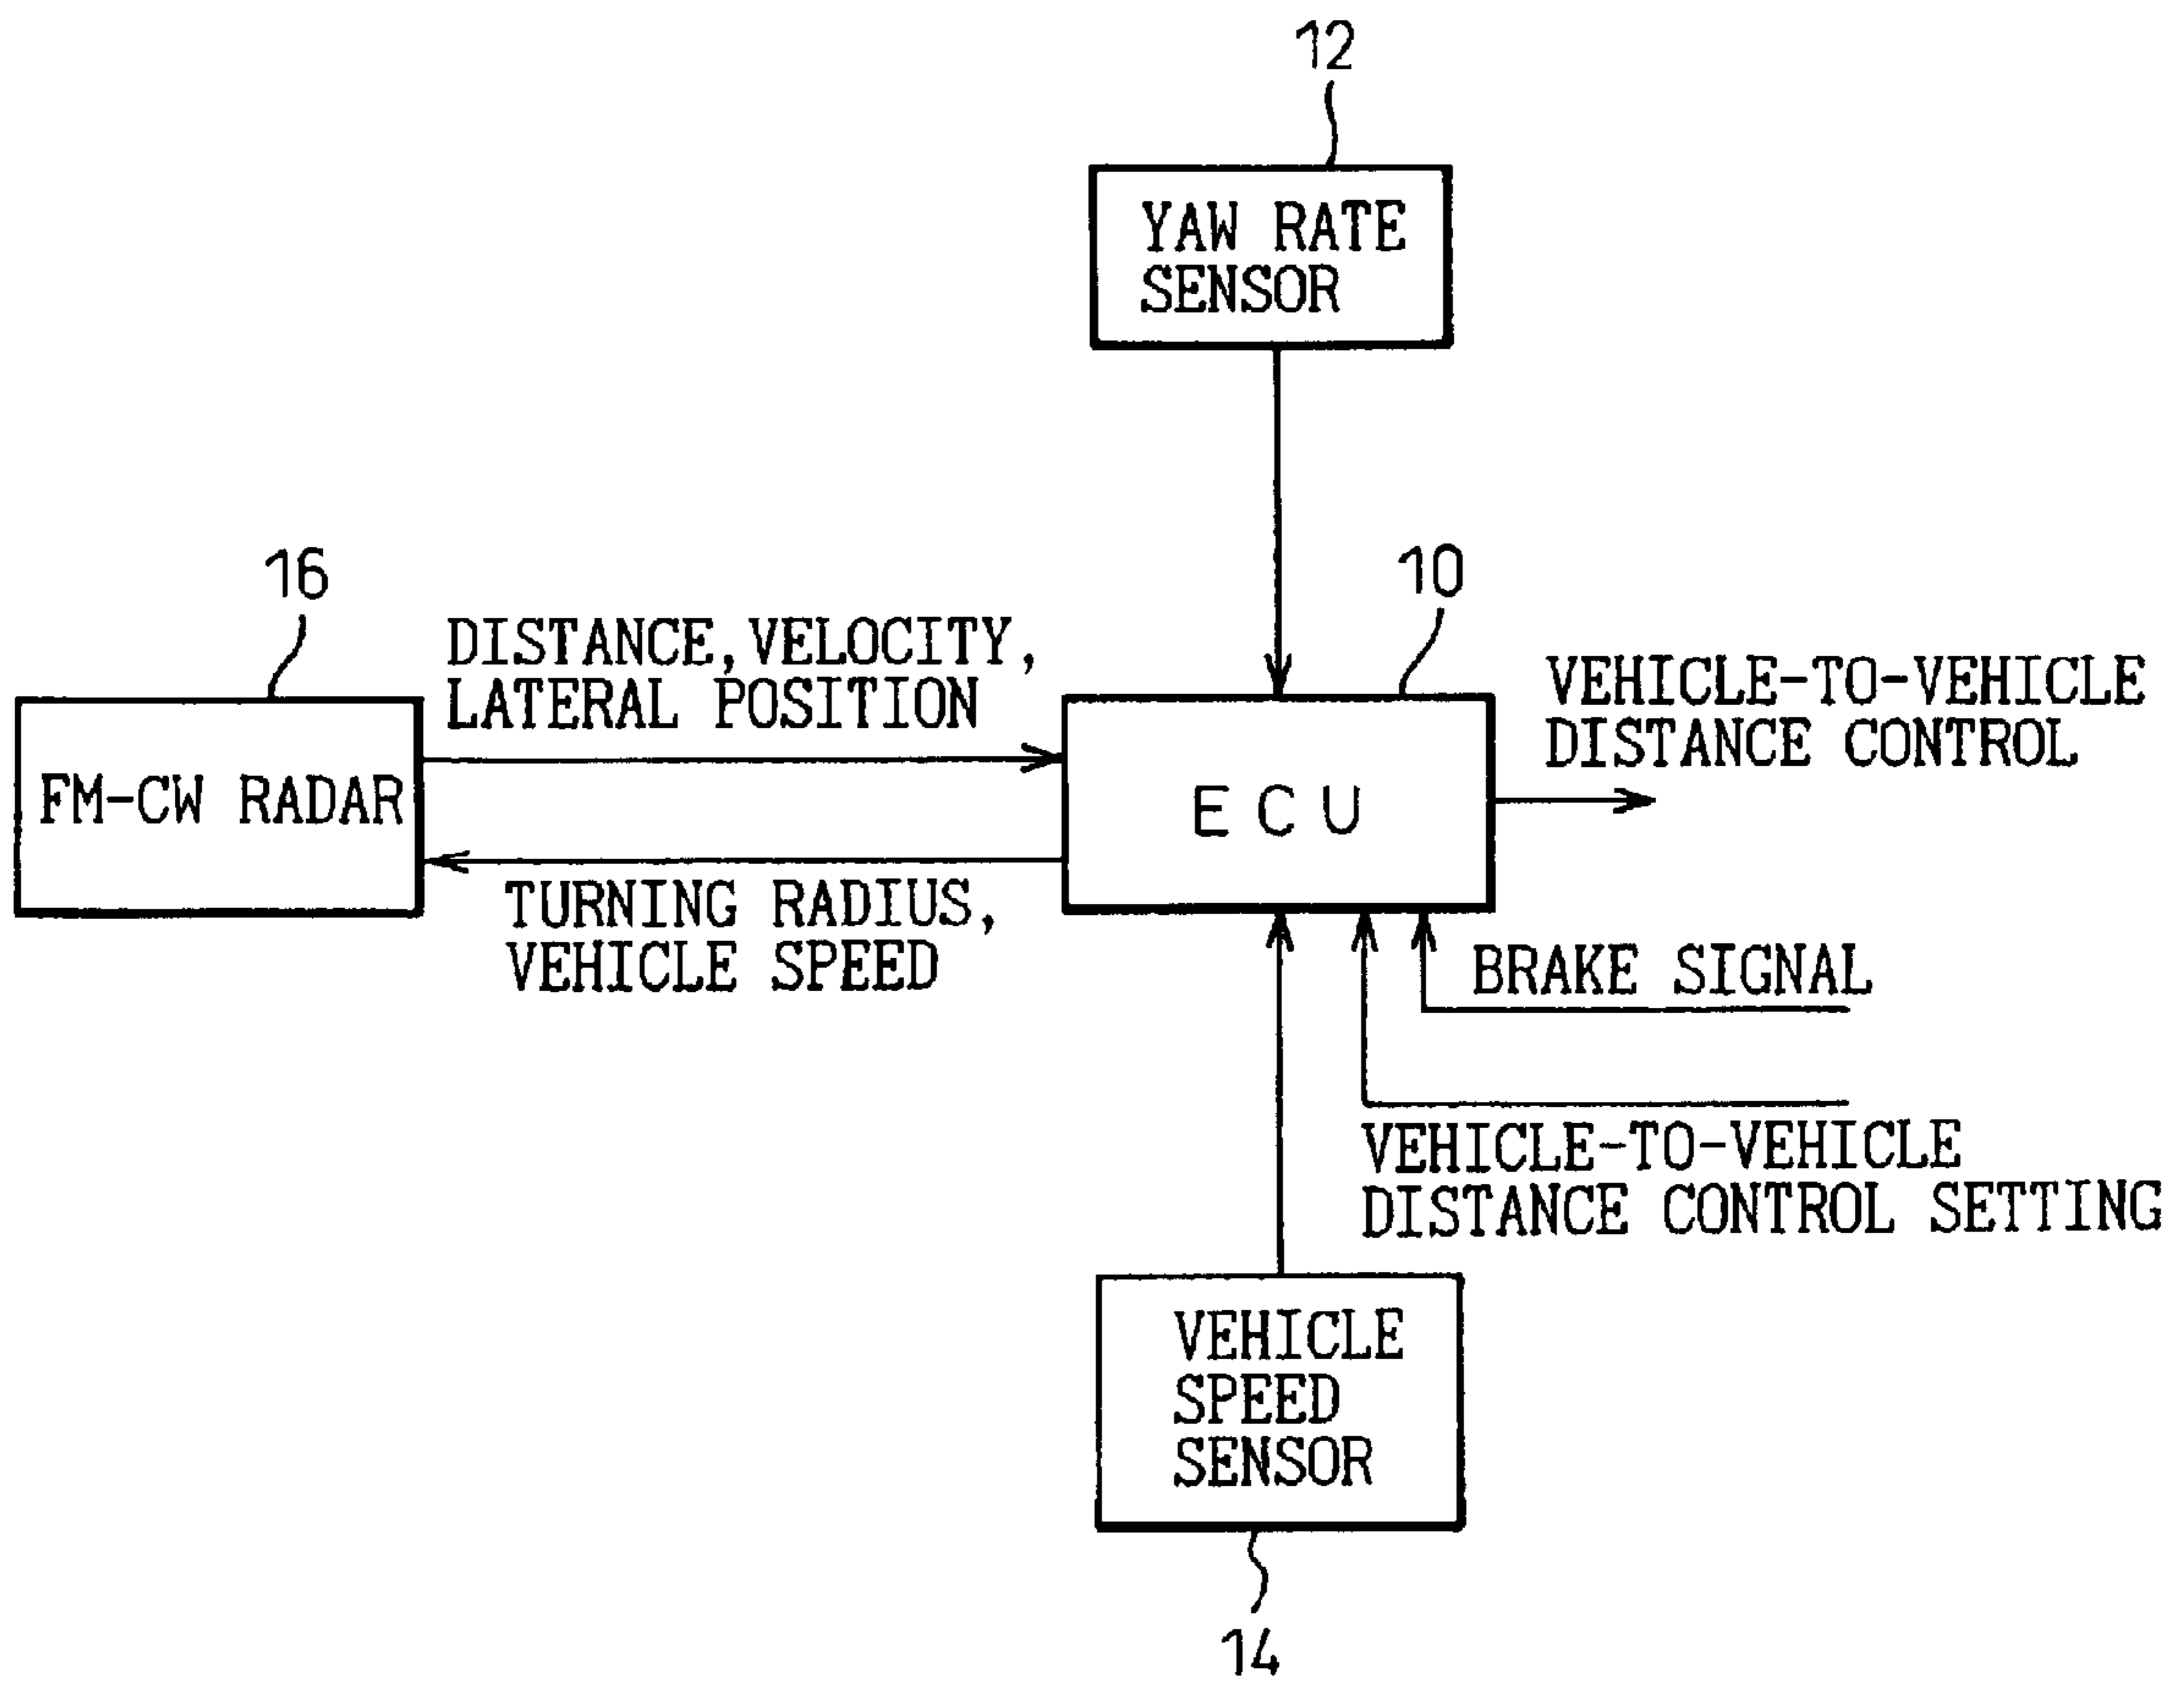 12
YAW RATE
SENSOR
16
10
DISTANCE,VELOCITY,
LATERAL POSITION
VEHICLE-TO-VEHICLE
DISTANCE CONTROL
FM-CW RADAR
ECU
TURNING RADIUS,
VEHICLE SPEED
BRAKE SIGNAL
VEHICLE-TO-VEHICLE
DISTANCE CONTROL SETTING
VEHICLE
SPEED
SENSOR
14